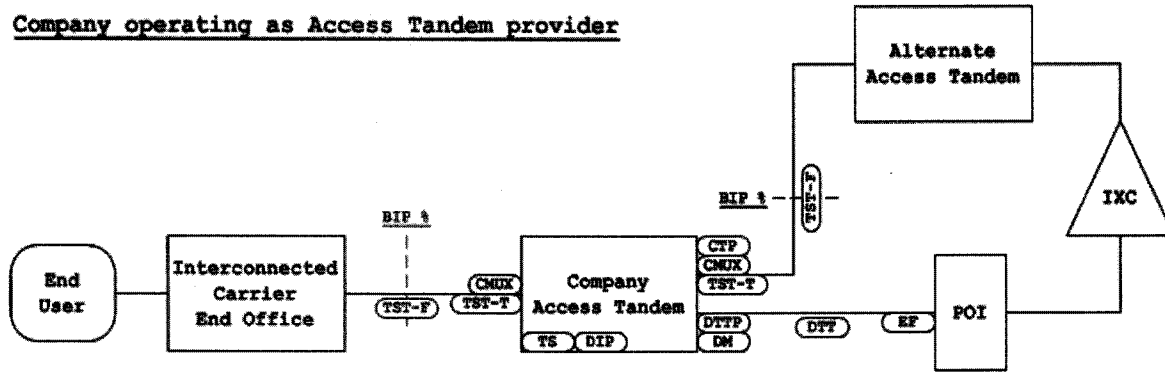 Company operating as Access Tandem provider
Alternate
Access Tandem
TST-F
BIP %
IXC
BIP %
CTP
CMUX
TST-T
End
User
Interconnected
Carrier
End Office
TST-F
CMUX
TST-T
Company
Access Tandem
TS
DIP
DTTP
DM
DTT
EF
POI